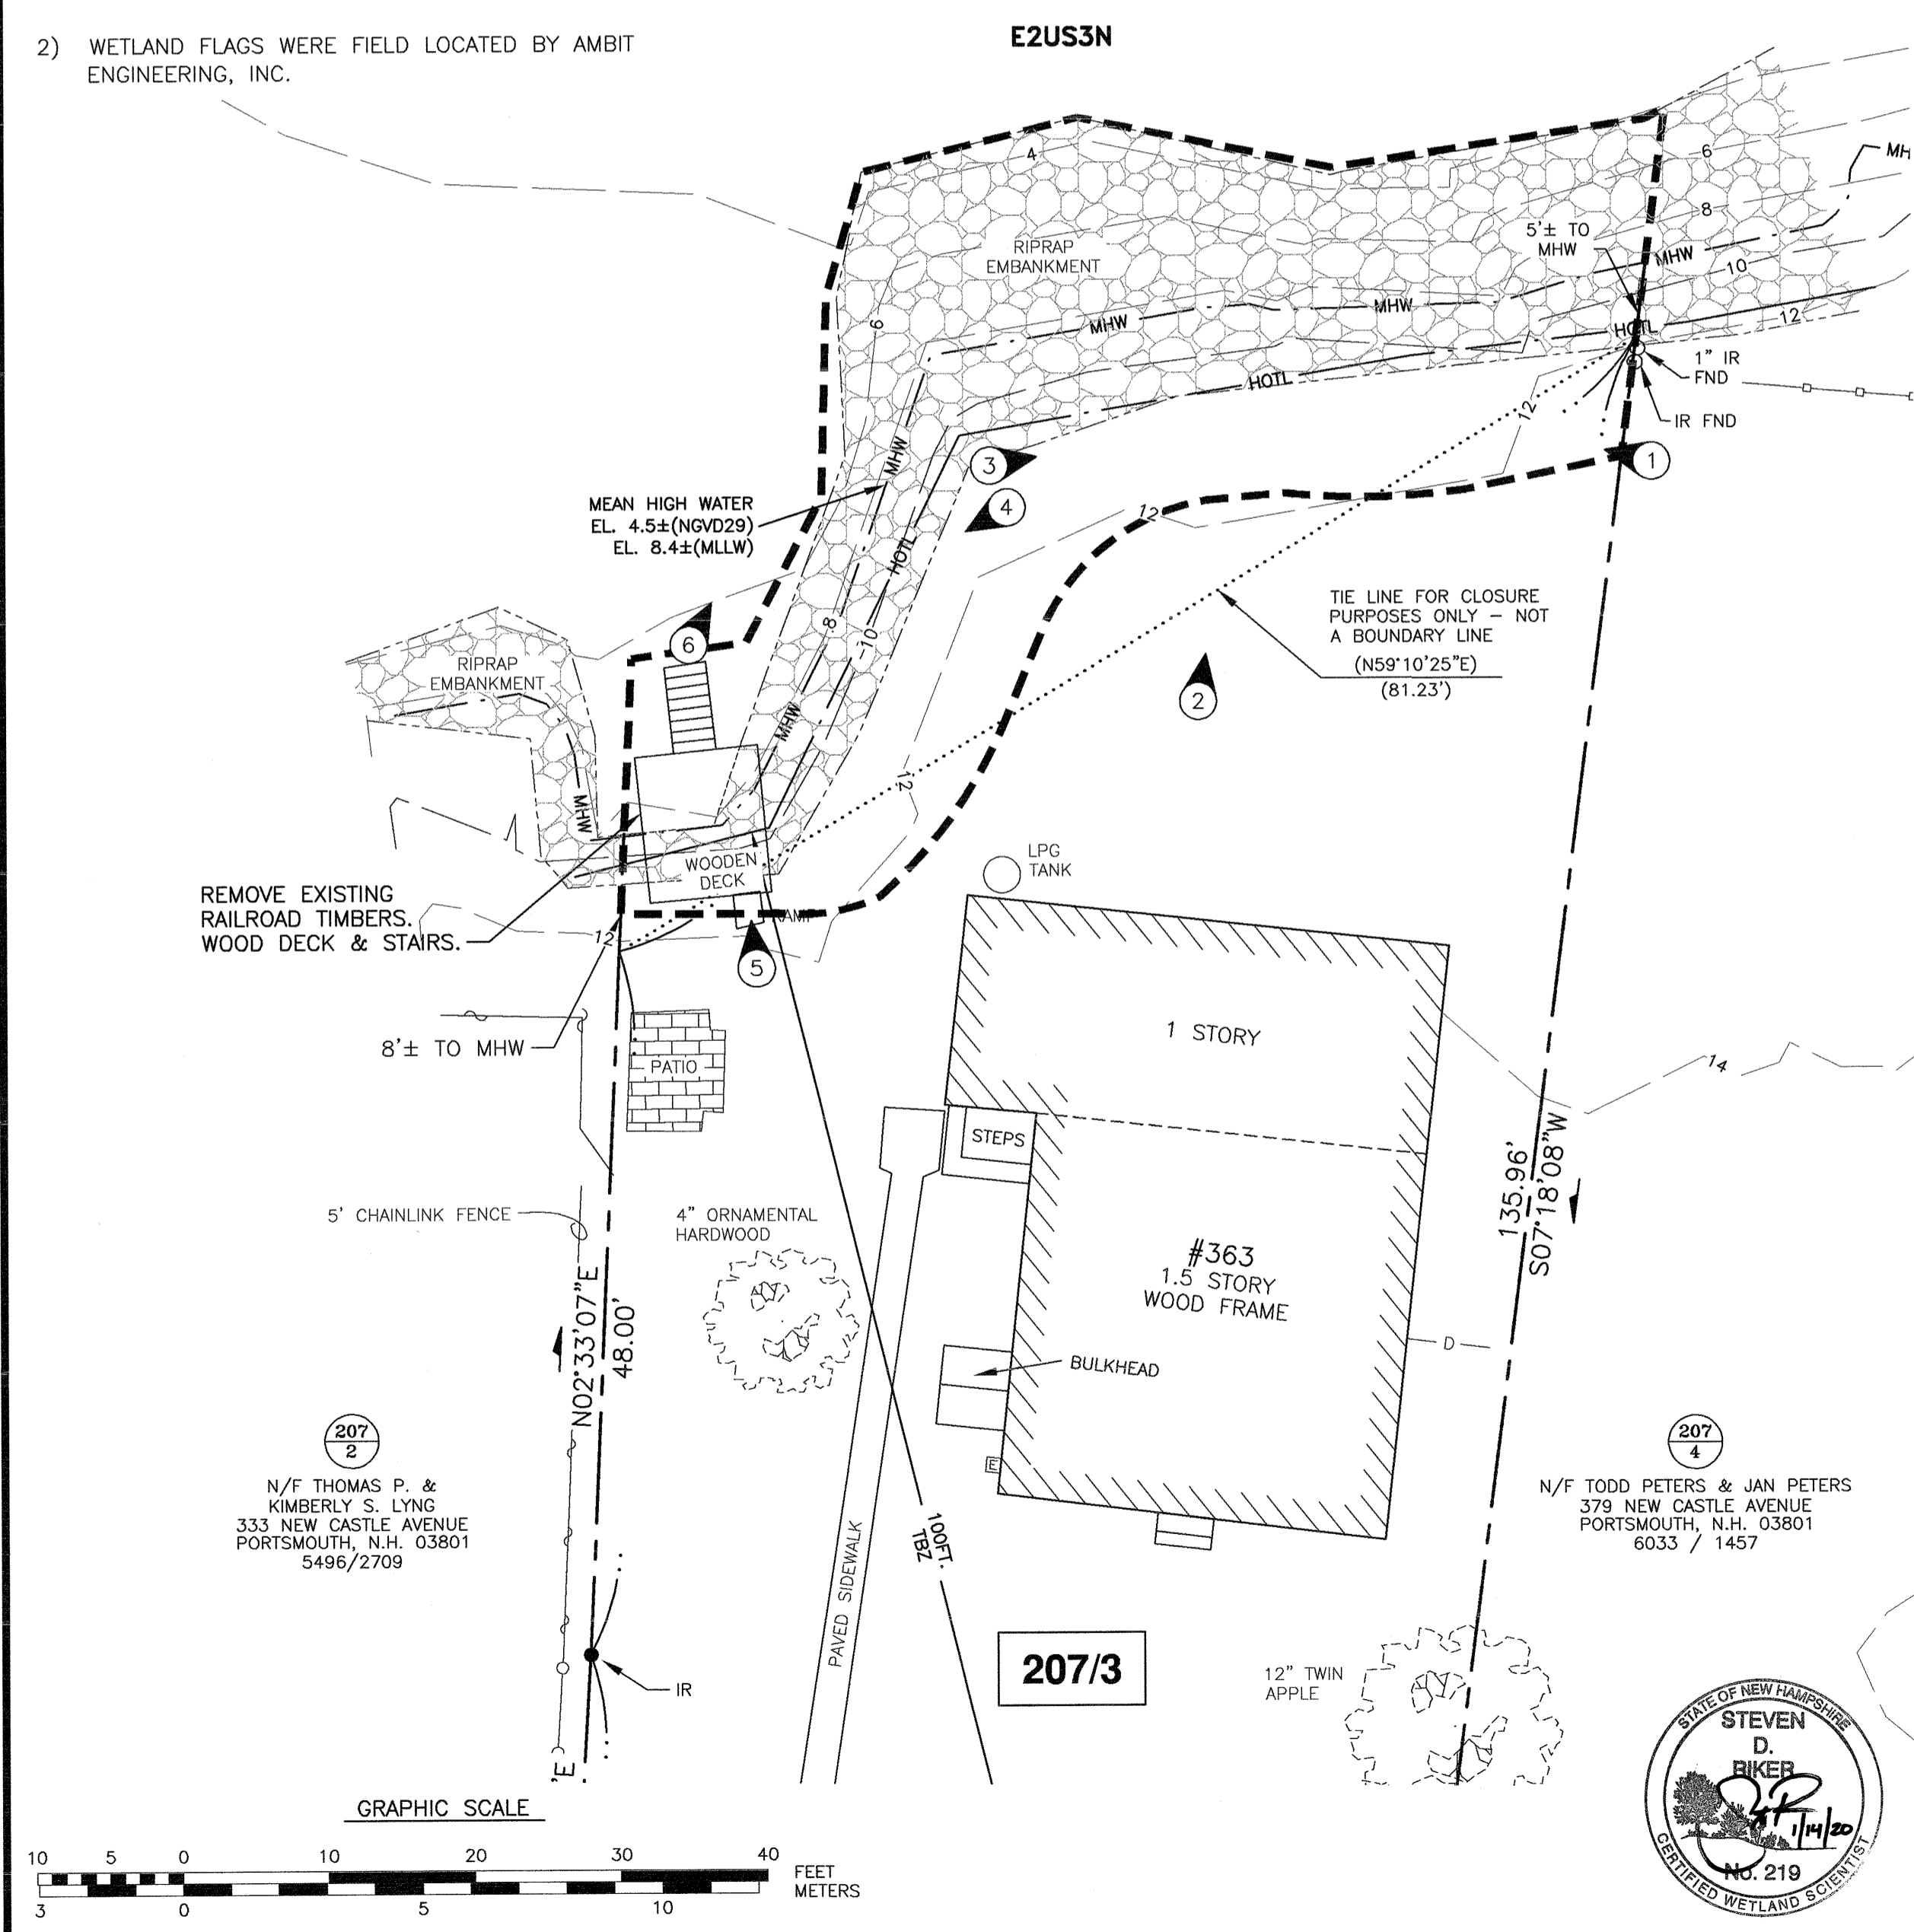 2) WETLAND FLAGS WERE FIELD LOCATED BY AMBIT
ENGINEERING, INC.
E2US3N
4
6
MH
8
5'± TO
MHW
RIPRAP
EMBANKMENT
MHW
10
MHW
MHW
HOTL
12
6
HOTL
1" IR
FND
12
IR FND
MHW
3
1
MEAN HIGH WATER
EL. 4.5±(NGVD29)
EL. 8.4±(MLLW)
4
12
HOTL
TIE LINE FOR CLOSURE
PURPOSES ONLY – NOT
A BOUNDARY LINE
(N59°10'25"E)
(81.23')
8
10
6
RIPRAP
EMBANKMENT
2
MHW
12
MHW
WOODEN
DECK
LPG
TANK
REMOVE EXISTING
RAILROAD TIMBERS.
WOOD DECK & STAIRS.
12
5
8'± TO MHW
PATIO
1 STORY
14
STEPS
135.96'
S07°18'08"W
5' CHAINLINK FENCE
4" ORNAMENTAL
HARDWOOD
#363
1.5 STORY
WOOD FRAME
N02°33'07"E
48.00'
BULKHEAD
D
207
2
N/F THOMAS P. &
KIMBERLY S. LYNG
333 NEW CASTLE AVENUE
PORTSMOUTH, N.H. 03801
5496/2709
E
207
4
N/F TODD PETERS & JAN PETERS
379 NEW CASTLE AVENUE
PORTSMOUTH, N.H. 03801
6033 / 1457
100FT.
TBZ
PAVED SIDEWALK
207/3
IR
12" TWIN
APPLE
'E
STATE OF NEW HAMPSHIRE
STEVEN
D.
RIKER
1/14/20
No. 219
CERTIFIED WETLAND SCIENTIST
GRAPHIC SCALE
10 5 0 10 20 30 40
FEET
METERS
3 0 5 10